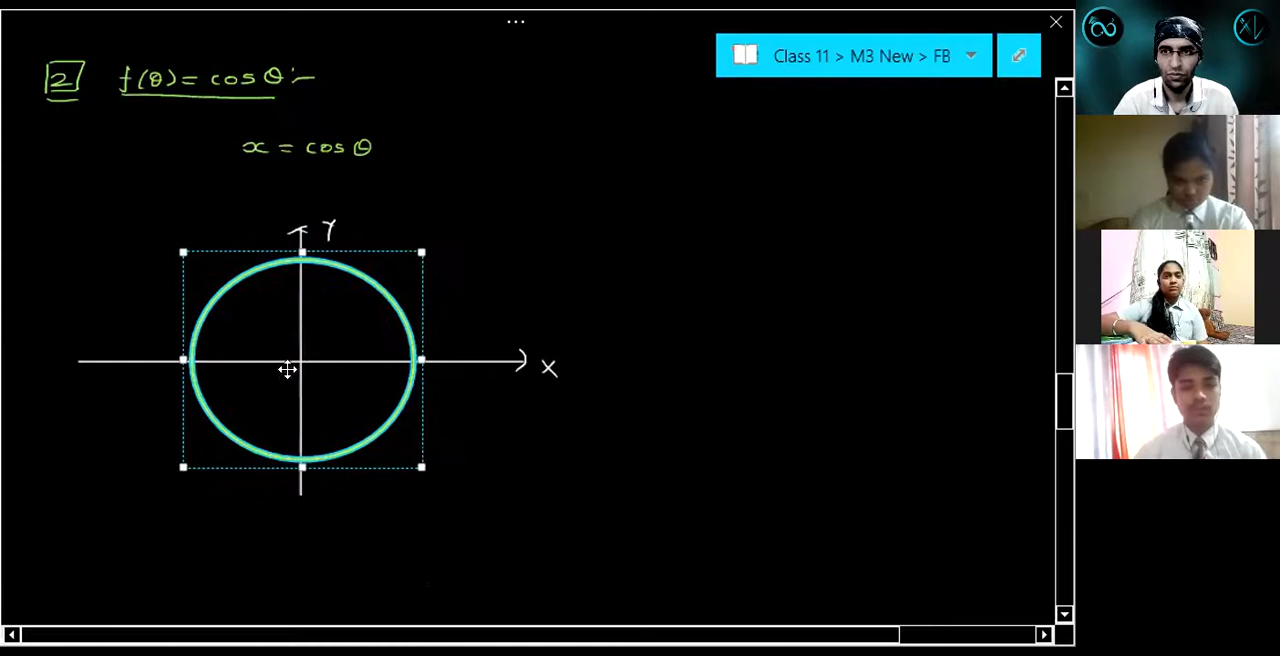 ...
Class 11 > M3 New > FB
2 f(θ) = cos θ :-
x = cos θ
Y
X